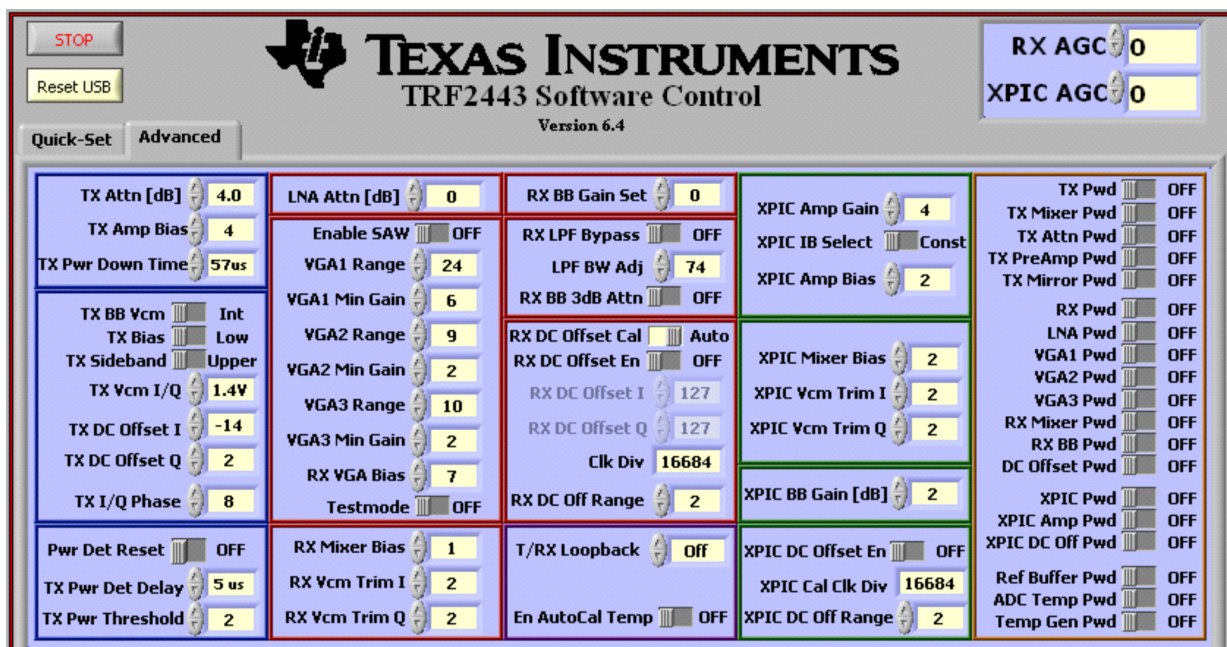 STOP
Reset USB
TEXAS INSTRUMENTS
TRF2443 Software Control
Version 6.4
RX AGC 0
XPIC AGC 0
Quick-Set
Advanced
TX Attn [dB] 4.0
TX Amp Bias 4
TX Pwr Down Time 57us
TX BB Vcm Int
TX Bias Low
TX Sideband Upper
TX Vcm I/Q 1.4V
TX DC Offset I -14
TX DC Offset Q 2
TX I/Q Phase 8
Pwr Det Reset OFF
TX Pwr Det Delay 5 us
TX Pwr Threshold 2
LNA Attn [dB] 0
Enable SAW OFF
VGA1 Range 24
VGA1 Min Gain 6
VGA2 Range 9
VGA2 Min Gain 2
VGA3 Range 10
VGA3 Min Gain 2
RX VGA Bias 7
Testmode OFF
RX Mixer Bias 1
RX Vcm Trim I 2
RX Vcm Trim Q 2
RX BB Gain Set 0
RX LPF Bypass OFF
LPF BW Adj 74
RX BB 3dB Attn OFF
RX DC Offset Cal Auto
RX DC Offset En OFF
RX DC Offset I 127
RX DC Offset Q 127
Clk Div 16684
RX DC Off Range 2
T/RX Loopback Off
En AutoCal Temp OFF
XPIC Amp Gain 4
XPIC IB Select Const
XPIC Amp Bias 2
XPIC Mixer Bias 2
XPIC Vcm Trim I 2
XPIC Vcm Trim Q 2
XPIC BB Gain [dB] 2
XPIC DC Offset En OFF
XPIC Cal Clk Div 16684
XPIC DC Off Range 2
TX Pwd OFF
TX Mixer Pwd OFF
TX Attn Pwd OFF
TX PreAmp Pwd OFF
TX Mirror Pwd OFF
RX Pwd OFF
LNA Pwd OFF
VGA1 Pwd OFF
VGA2 Pwd OFF
VGA3 Pwd OFF
RX Mixer Pwd OFF
RX BB Pwd OFF
DC Offset Pwd OFF
XPIC Pwd OFF
XPIC Amp Pwd OFF
XPIC DC Off Pwd OFF
Ref Buffer Pwd OFF
ADC Temp Pwd OFF
Temp Gen Pwd OFF